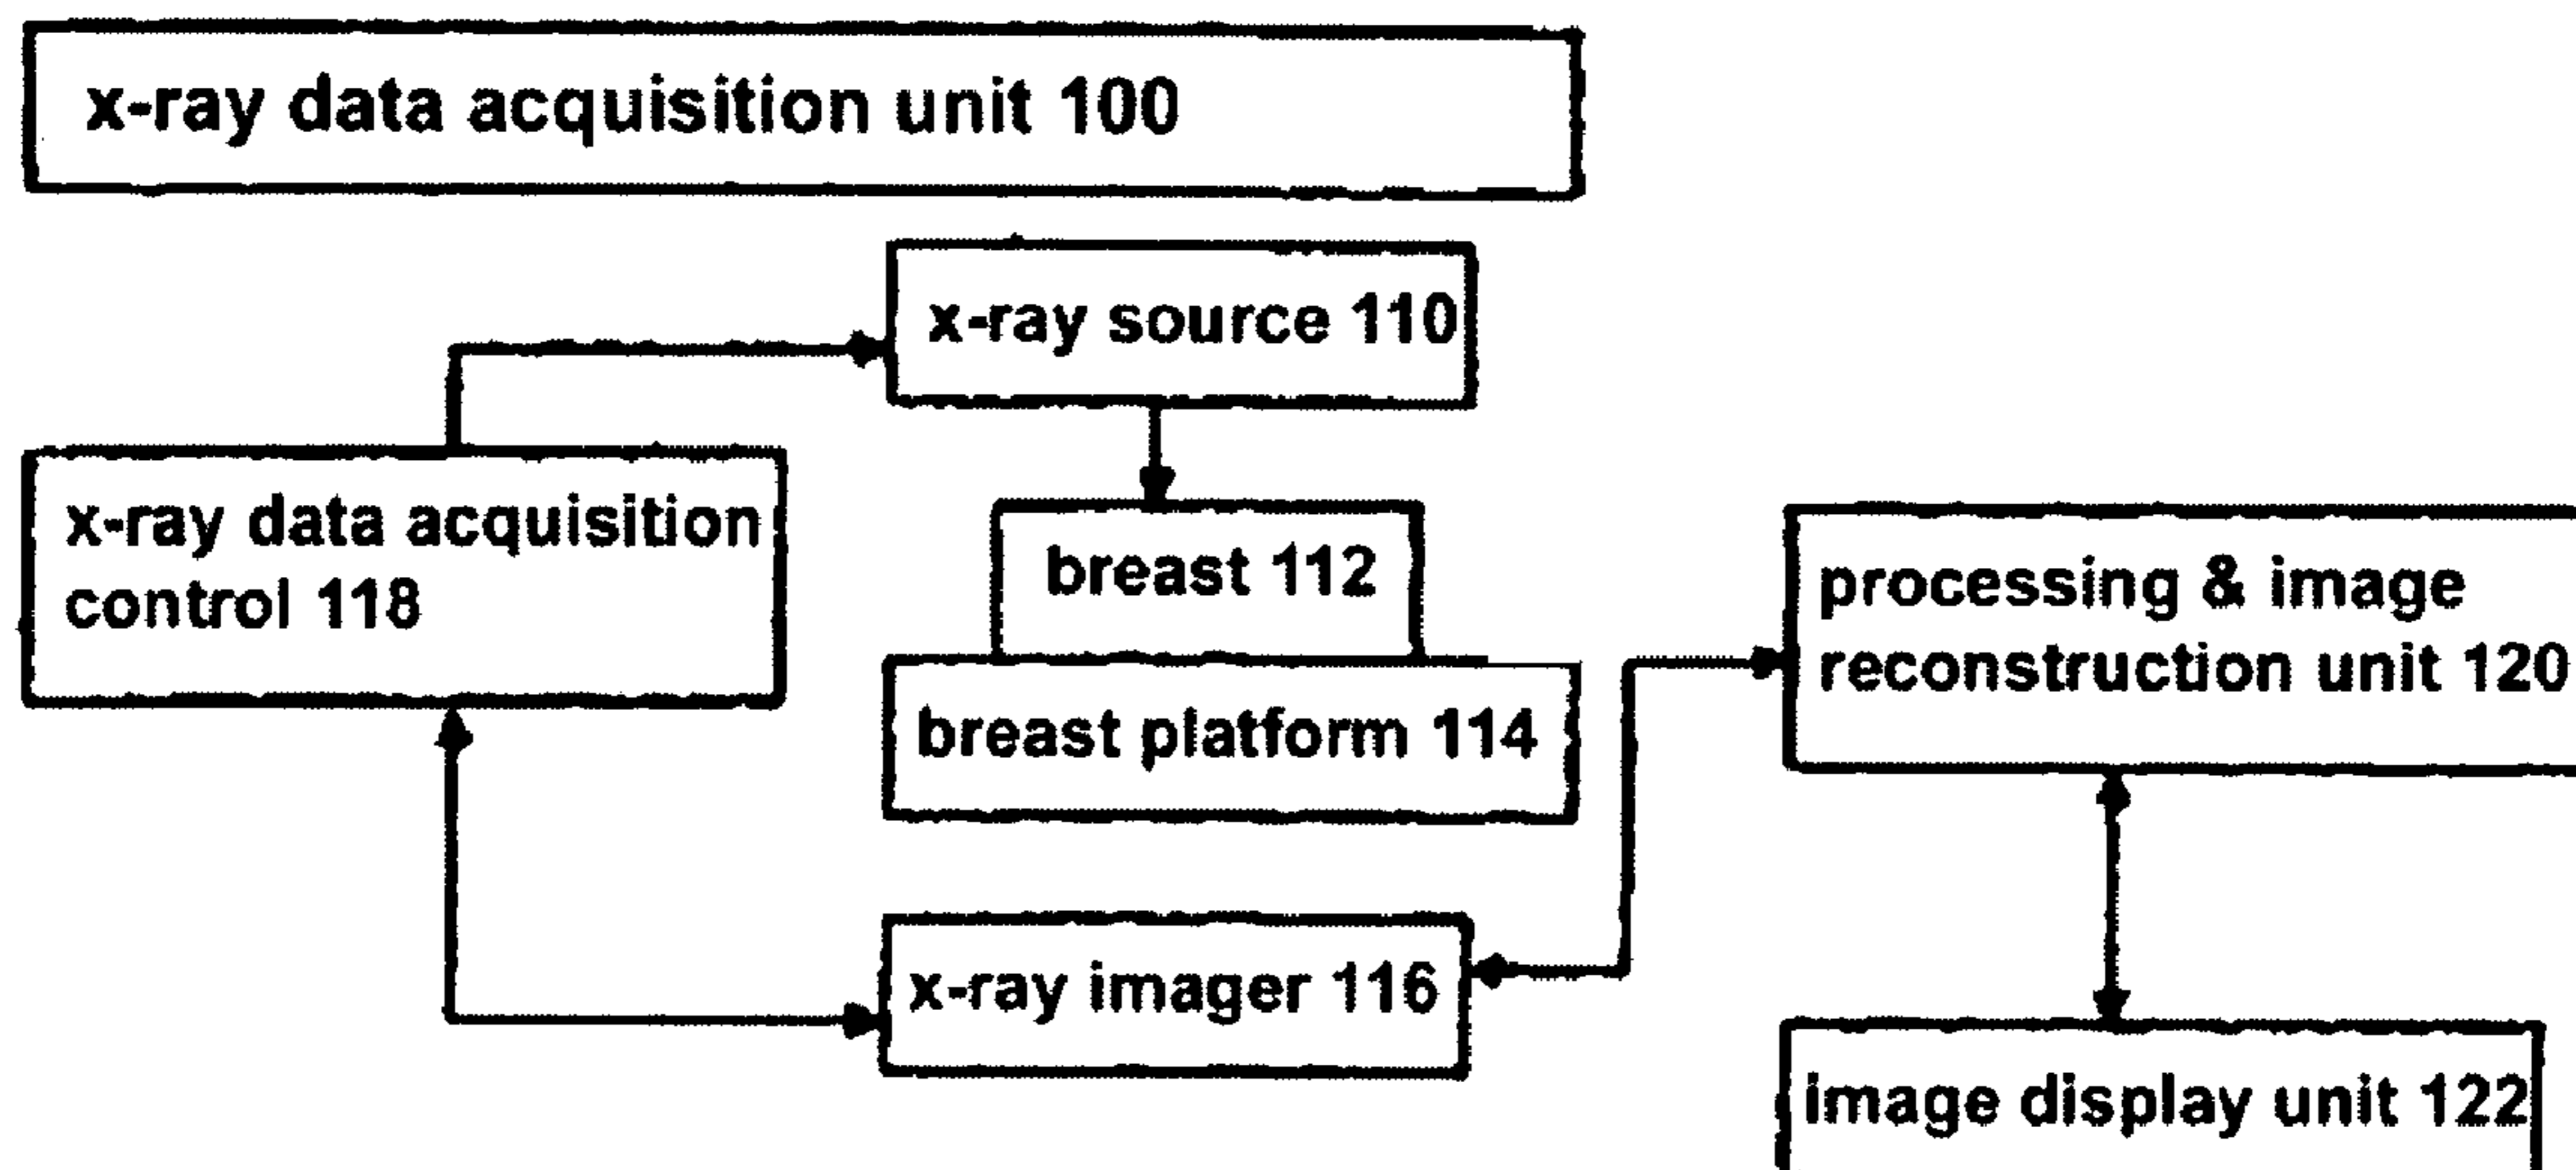 x-ray data acquisition unit 100
x-ray source 110
x-ray data acquisition
control 118
breast 112
breast platform 114
processing & image
reconstruction unit 120
x-ray imager 116
image display unit 122